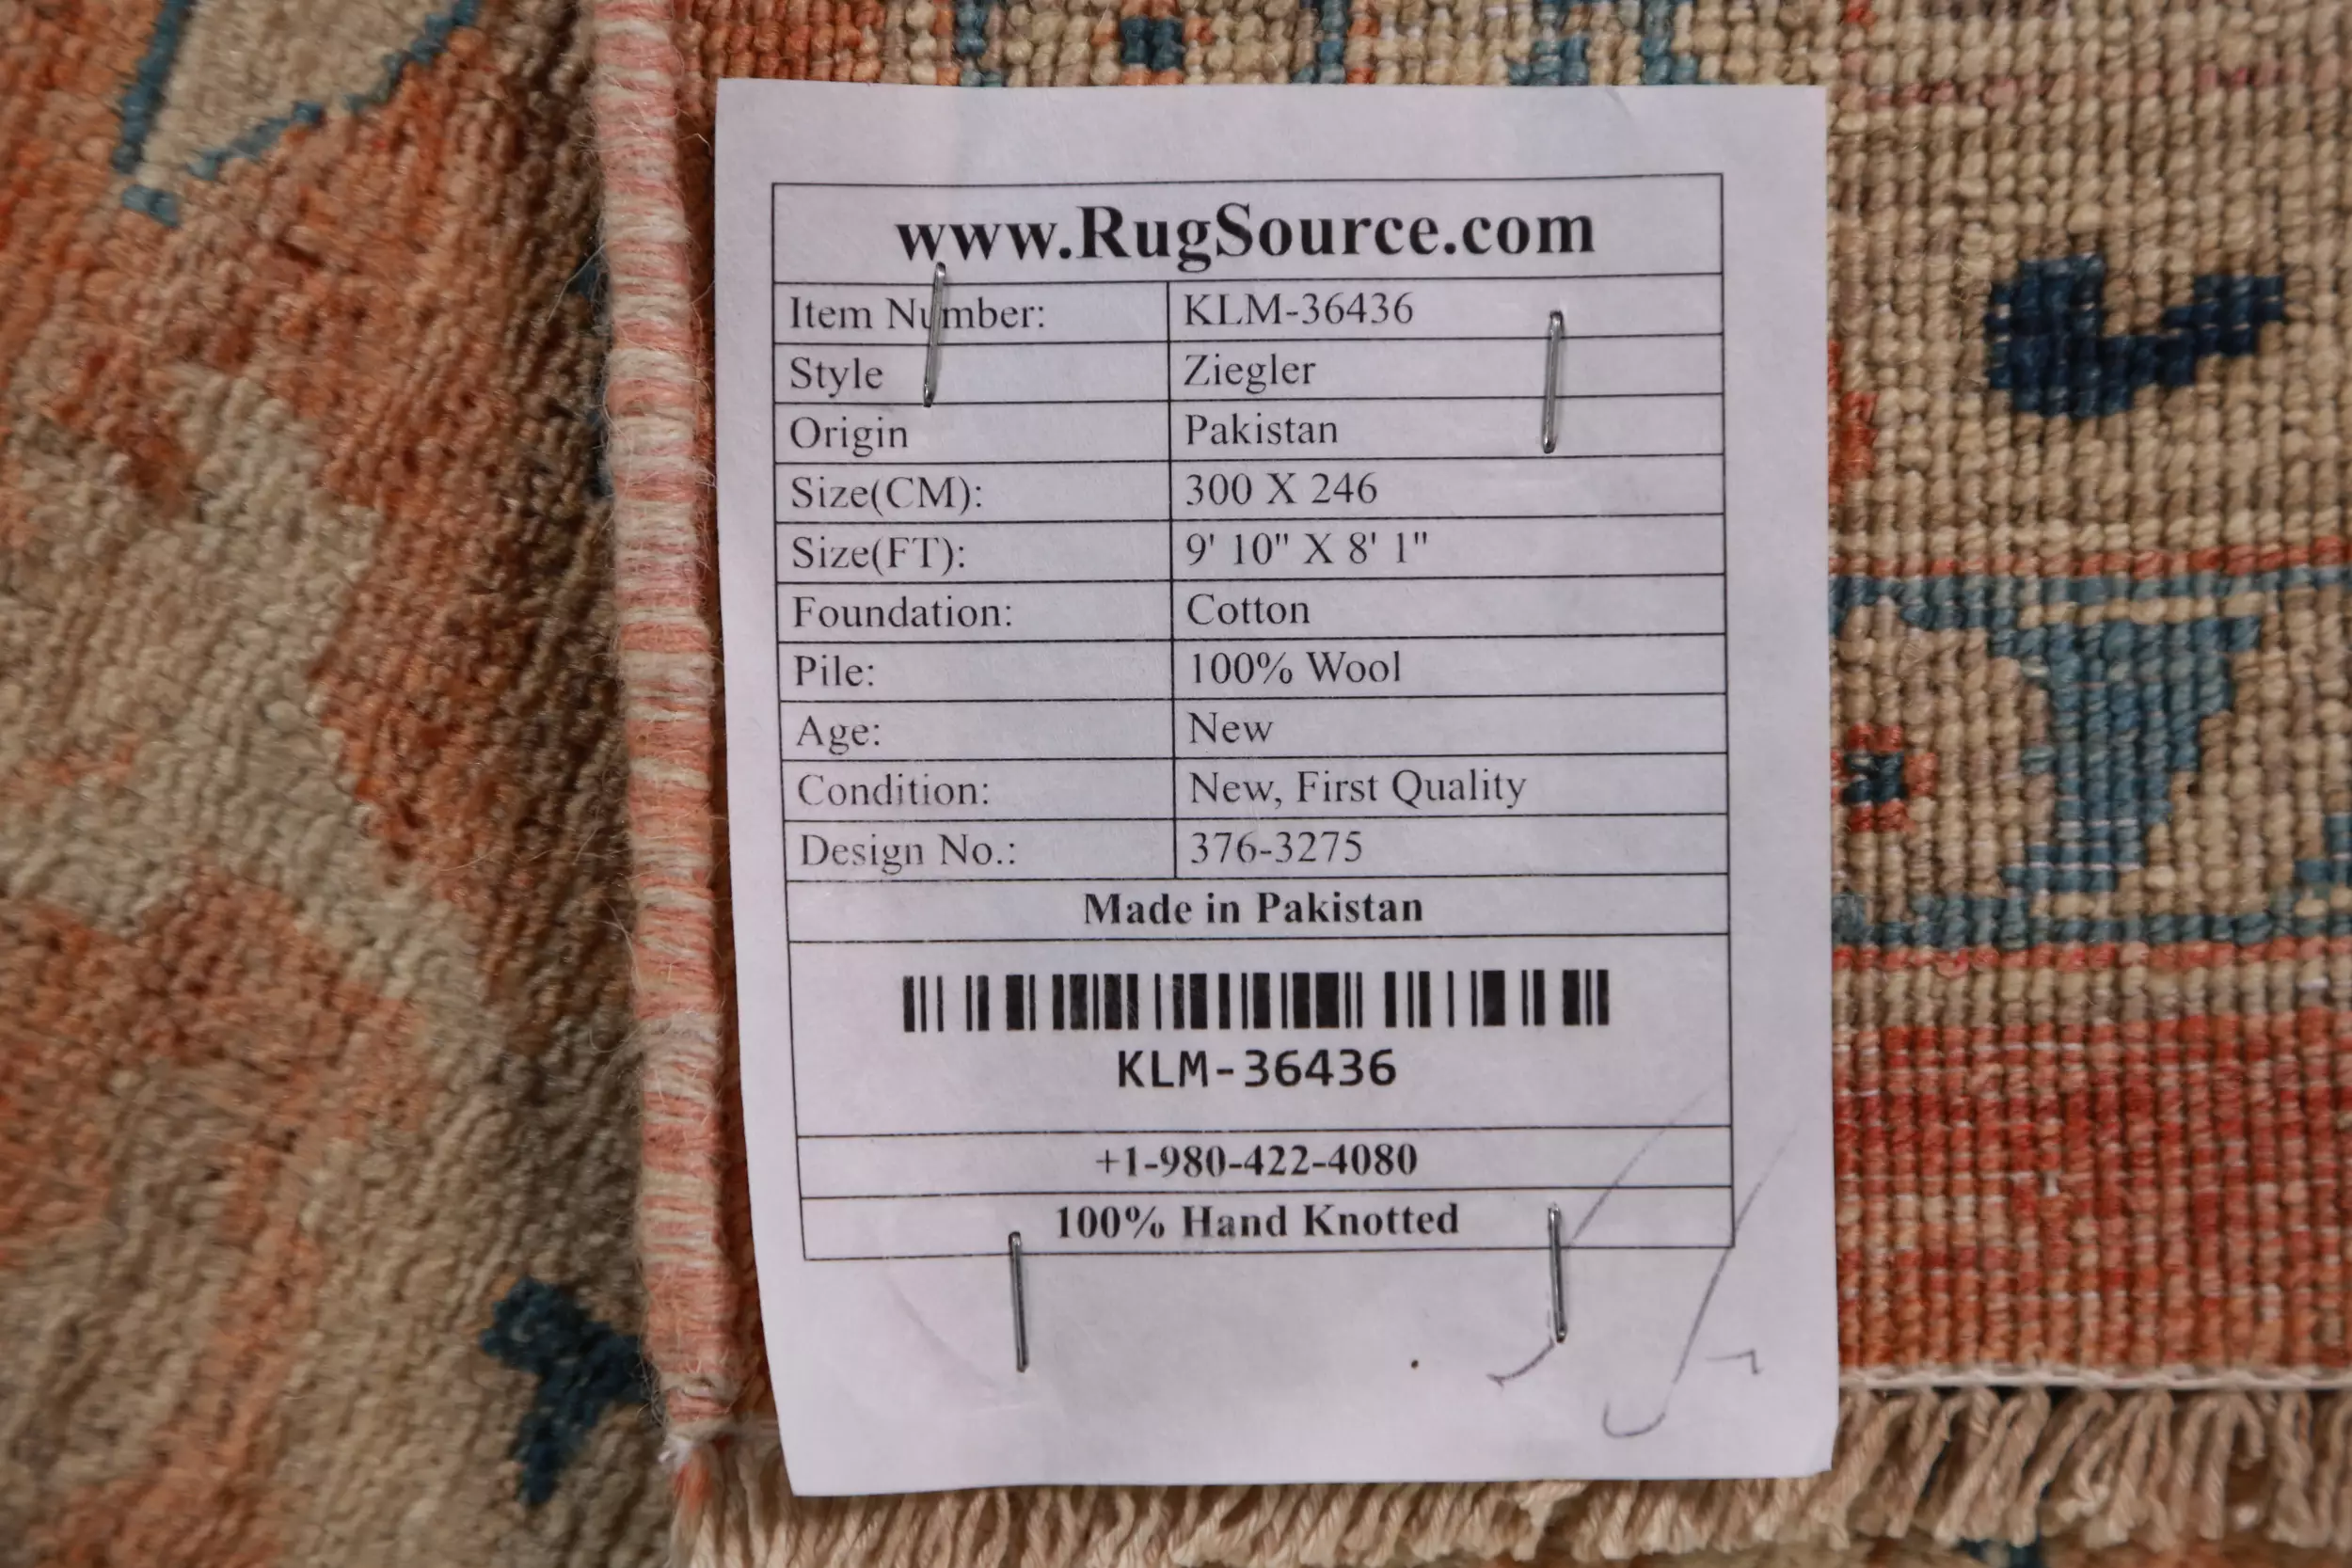 www.RugSource.com
Item Number: KLM-36436
Style Ziegler
Origin Pakistan
Size(CM): 300 X 246
Size(FT): 9' 10" X 8' 1"
Foundation: Cotton
Pile: 100% Wool
Age: New
Condition: New, First Quality
Design No.: 376-3275
Made in Pakistan
KLM-36436
+1-980-422-4080
100% Hand Knotted